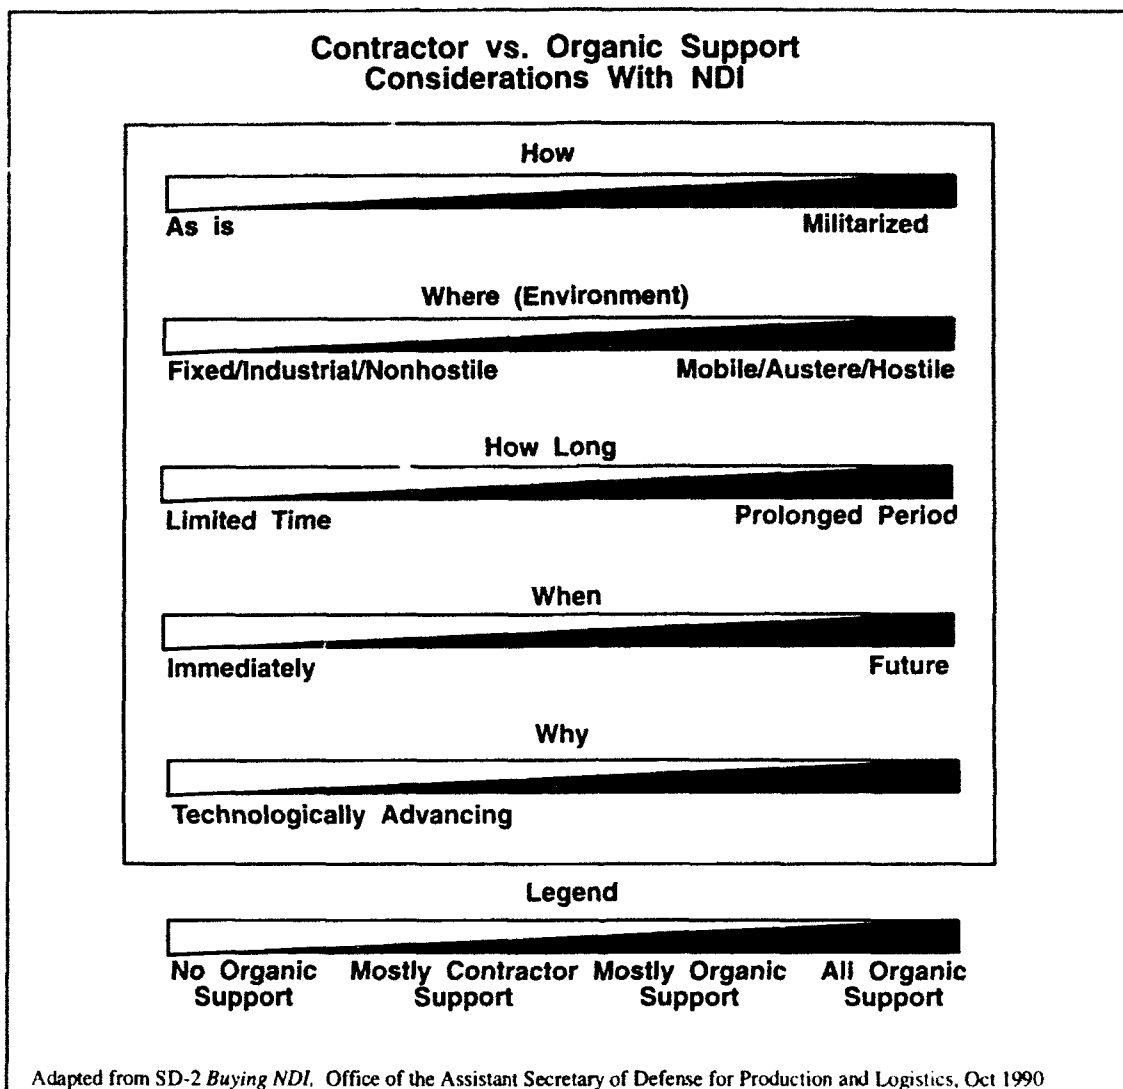 Contractor vs. Organic Support
Considerations With NDI
How
As is Militarized
Where (Environment)
Fixed/Industrial/Nonhostile Mobile/Austere/Hostile
How Long
Limited Time Prolonged Period
When
Immediately Future
Why
Technologically Advancing
Legend
No Organic Support Mostly Contractor Support Mostly Organic Support All Organic Support
Adapted from SD-2 Buying NDI, Office of the Assistant Secretary of Defense for Production and Logistics, Oct 1990